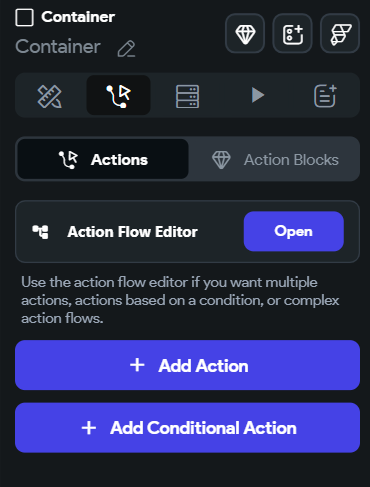 Container
Container
Actions
Action Blocks
Action Flow Editor
Open
Use the action flow editor if you want multiple
actions, actions based on a condition, or complex
action flows.
+ Add Action
+ Add Conditional Action